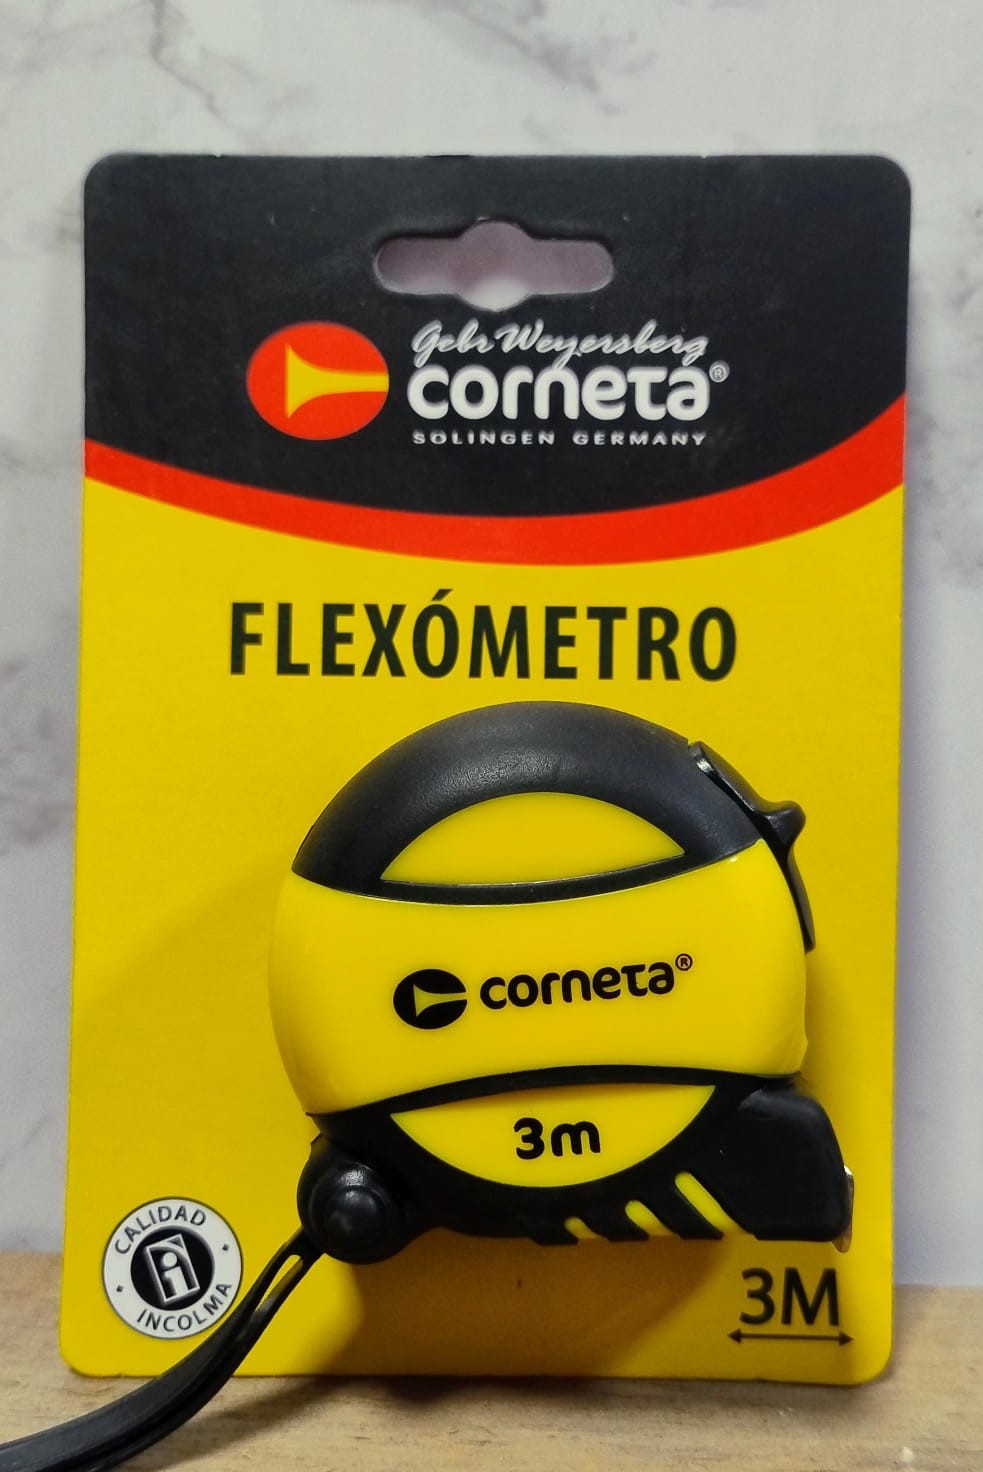 Gebr Weyersberg
corneta®
SOLINGEN GERMANY
FLEXÓMETRO
corneta®
3m
CALIDAD
INCOLMA
3M